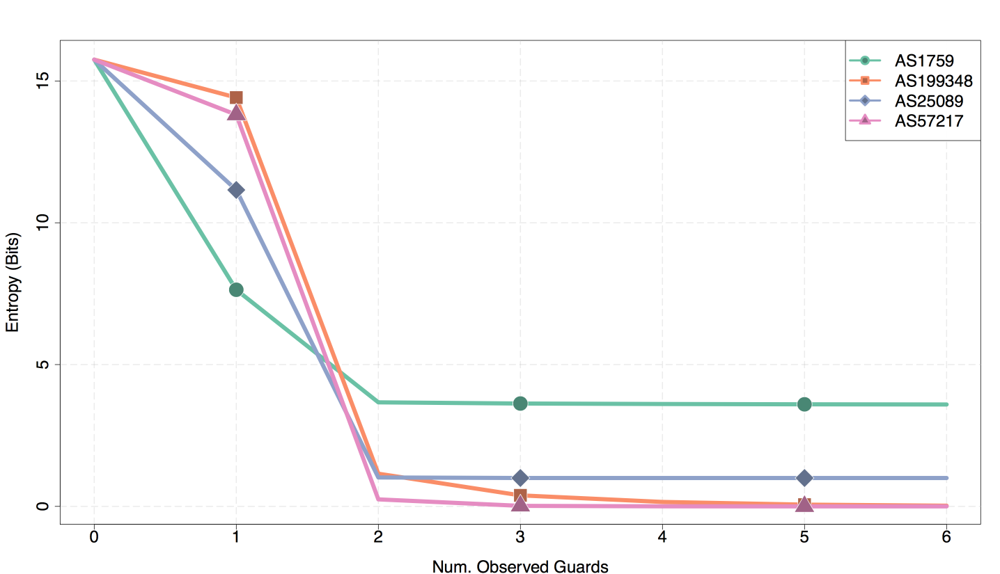 AS1759
AS199348
AS25089
AS57217
15
10
5
0
Entropy (Bits)
0 1 2 3 4 5 6
Num. Observed Guards